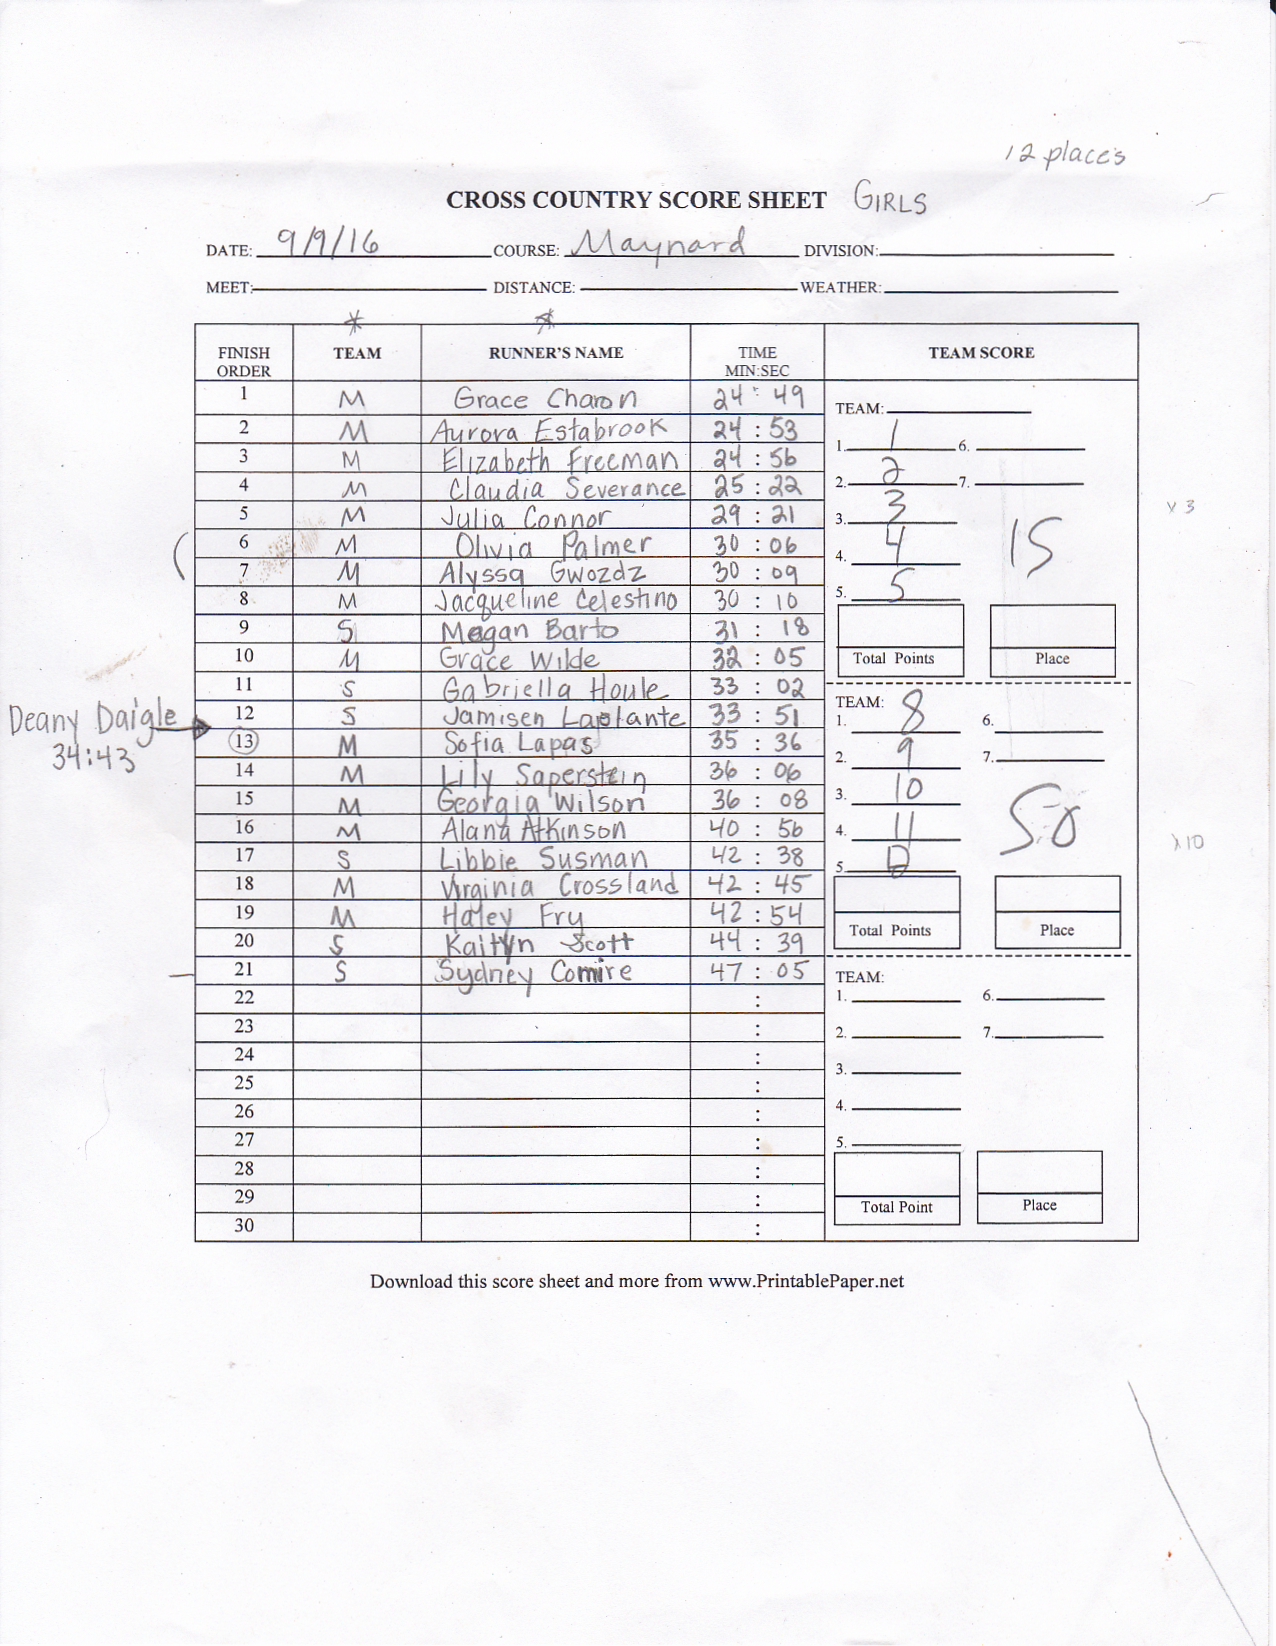 12 places
CROSS COUNTRY SCORE SHEET GIRLS
DATE: 9/9/16 COURSE: Maynard DIVISION:
MEET: DISTANCE: WEATHER:
* *
FINISH ORDER TEAM RUNNER'S NAME TIME MIN:SEC TEAM SCORE
1 M Grace Charon 24:49
2 M Aurora Estabrook 24:53
3 M Elizabeth Freeman 24:56
4 M Claudia Severance 25:22
5 M Julia Connor 29:21
6 M Olivia Palmer 30:06
7 M Alyssa Gwozdz 30:09
8 M Jacqueline Celestino 30:10
9 S Megan Barto 31:18
10 M Grace Wilde 32:05
11 S Gabriella Houle 33:02
12 S Jamisen Laplante 33:51
Deany Daigle
34:43
13 M Sofia Lapas 35:36
14 M Lily Saperstein 36:06
15 M Georgia Wilson 36:08
16 M Alana Atkinson 40:56
17 S Libbie Susman 42:38
18 M Virginia Crossland 42:45
19 M Haley Fry 42:54
20 S Kaitlyn Scott 44:39
21 S Sydney Comire 47:05
22 :
23 :
24 :
25 :
26 :
27 :
28 :
29 :
30 :
TEAM:
1. 1 6.
2. 2 7.
3. 3
4. 4
5. 5
15
Total Points Place
TEAM:
1. 8 6.
2. 9 7.
3. 10
4. 11
5. 12
50
Total Points Place
TEAM:
1. 6.
2. 7.
3.
4.
5.
Total Point Place
Download this score sheet and more from www.PrintablePaper.net